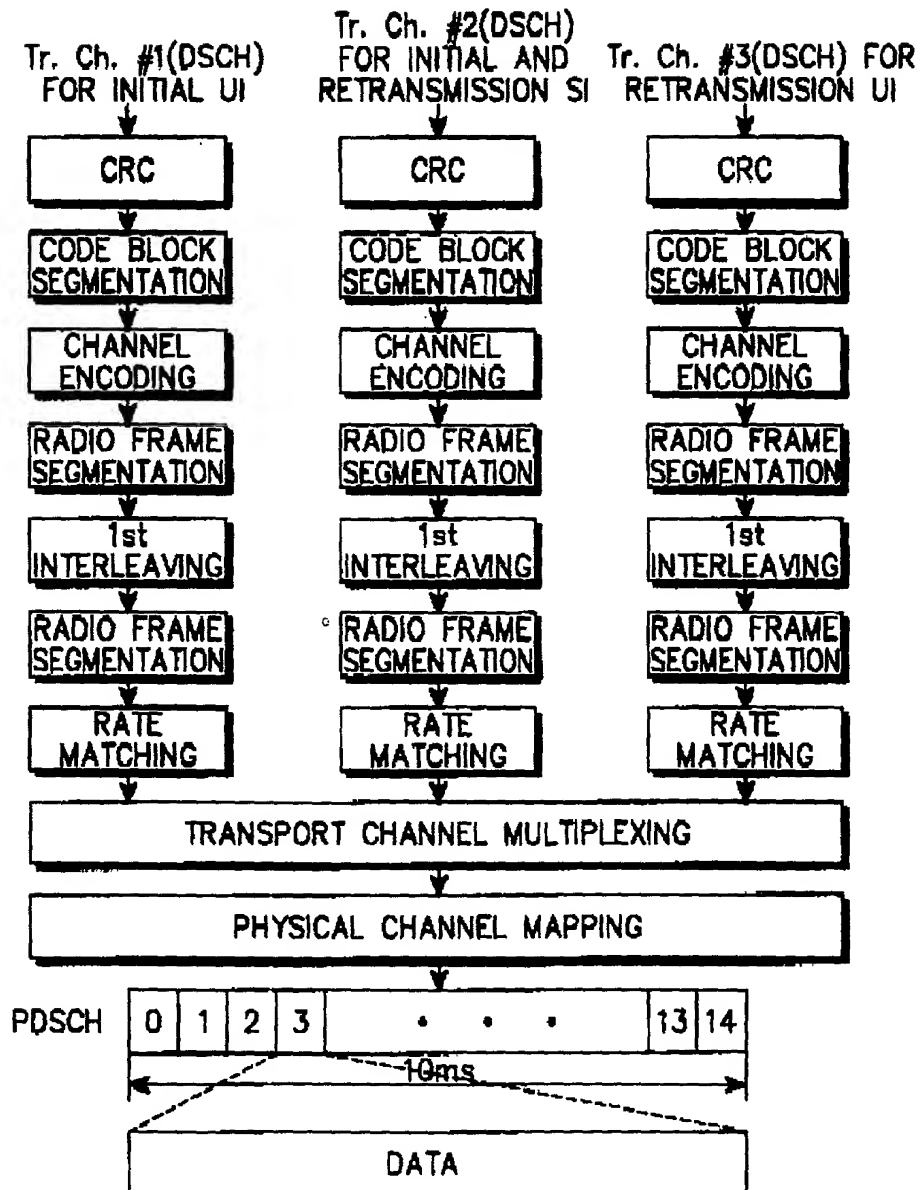 Tr. Ch. #1(DSCH)
FOR INITIAL UI
Tr. Ch. #2(DSCH)
FOR INITIAL AND
RETRANSMISSION SI
Tr. Ch. #3(DSCH) FOR
RETRANSMISSION UI
CRC
CRC
CRC
CODE BLOCK
SEGMENTATION
CODE BLOCK
SEGMENTATION
CODE BLOCK
SEGMENTATION
CHANNEL
ENCODING
CHANNEL
ENCODING
CHANNEL
ENCODING
RADIO FRAME
SEGMENTATION
RADIO FRAME
SEGMENTATION
RADIO FRAME
SEGMENTATION
1st
INTERLEAVING
1st
INTERLEAVING
1st
INTERLEAVING
RADIO FRAME
SEGMENTATION
RADIO FRAME
SEGMENTATION
RADIO FRAME
SEGMENTATION
RATE
MATCHING
RATE
MATCHING
RATE
MATCHING
TRANSPORT CHANNEL MULTIPLEXING
PHYSICAL CHANNEL MAPPING
PDSCH 0 1 2 3 • • • 13 14
10ms
DATA